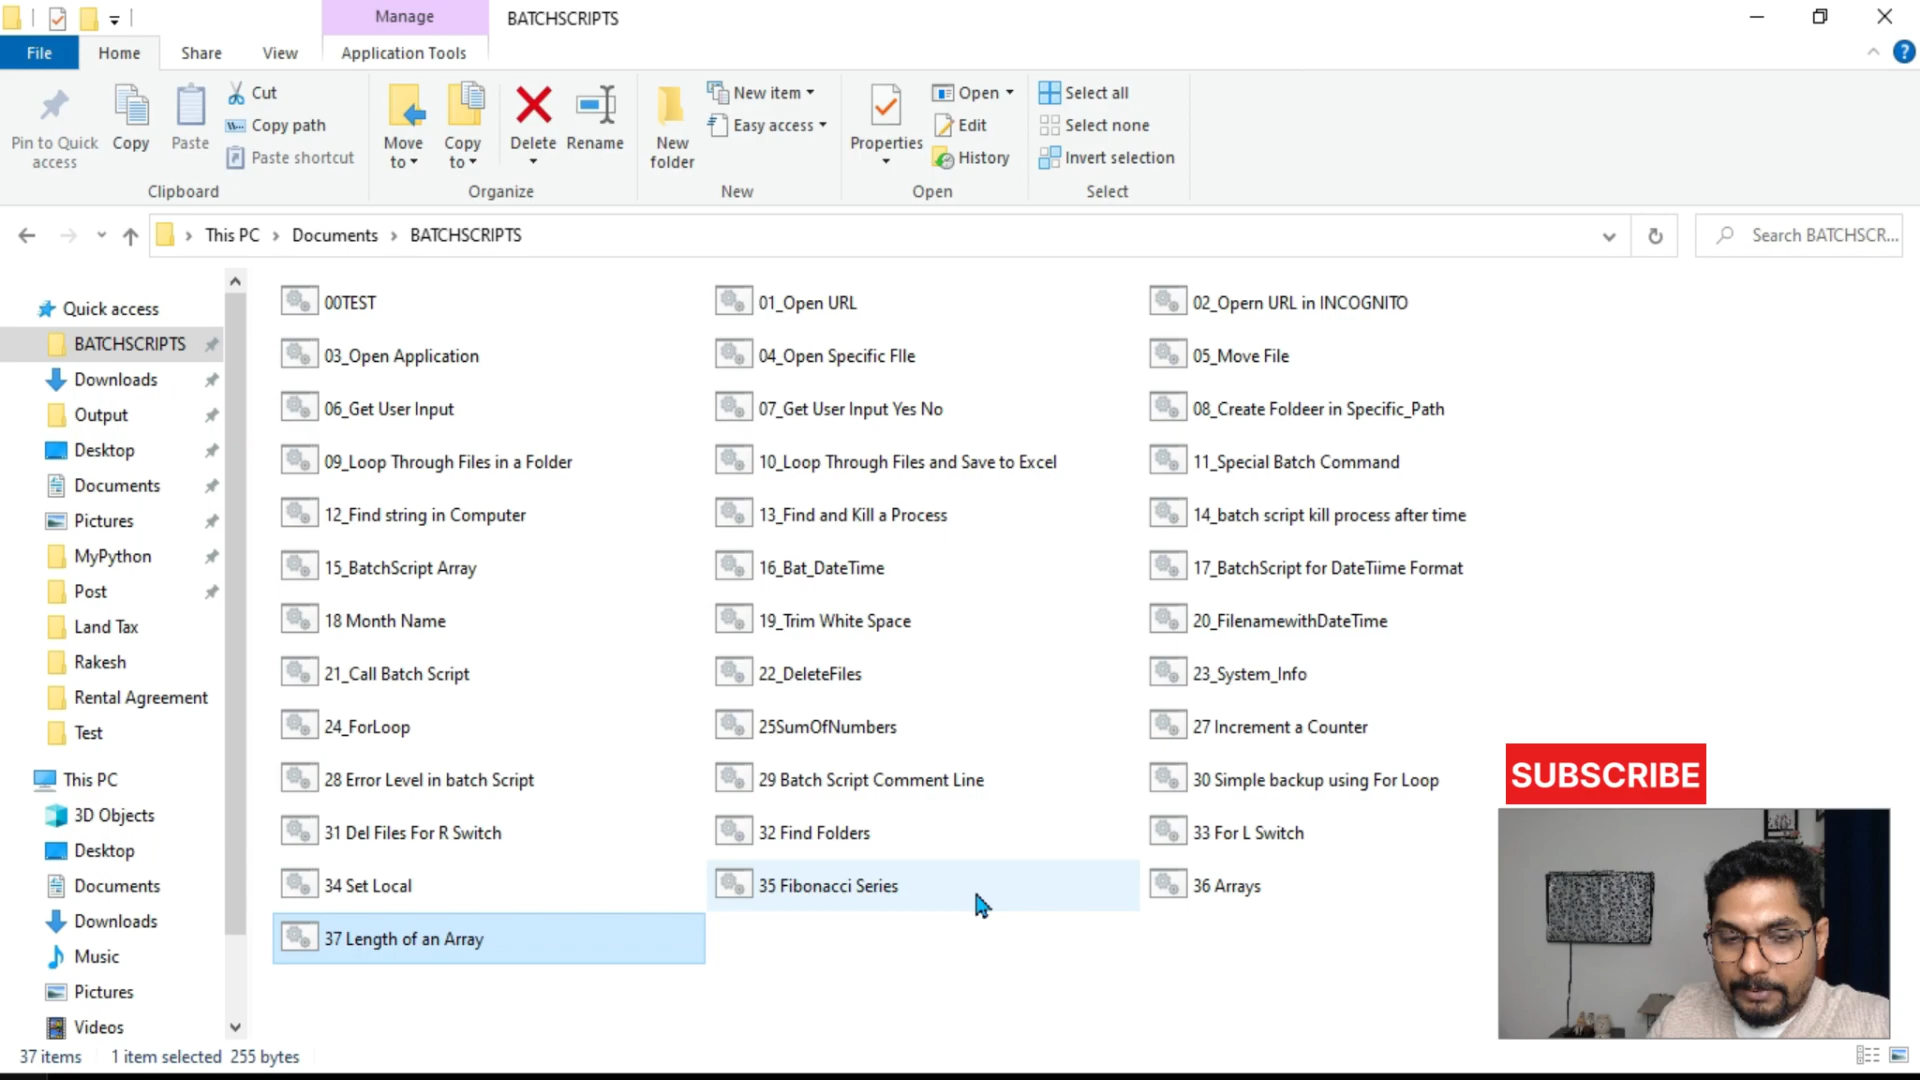 Manage
BATCHSCRIPTS
File
Home
Share
View
Application Tools
Pin to Quick access
Copy
Paste
Cut
Copy path
Paste shortcut
Clipboard
Move to
Copy to
Delete
Rename
Organize
New folder
New item
Easy access
New
Properties
Open
Edit
History
Open
Select all
Select none
Invert selection
Select
This PC > Documents > BATCHSCRIPTS
Search BATCHSCR...
Quick access
BATCHSCRIPTS
Downloads
Output
Desktop
Documents
Pictures
MyPython
Post
Land Tax
Rakesh
Rental Agreement
Test
This PC
3D Objects
Desktop
Documents
Downloads
Music
Pictures
Videos
00TEST
01_Open URL
02_Opern URL in INCOGNITO
03_Open Application
04_Open Specific FIle
05_Move File
06_Get User Input
07_Get User Input Yes No
08_Create Foldeer in Specific_Path
09_Loop Through Files in a Folder
10_Loop Through Files and Save to Excel
11_Special Batch Command
12_Find string in Computer
13_Find and Kill a Process
14_batch script kill process after time
15_BatchScript Array
16_Bat_DateTime
17_BatchScript for DateTiime Format
18 Month Name
19_Trim White Space
20_FilenamewithDateTime
21_Call Batch Script
22_DeleteFiles
23_System_Info
24_ForLoop
25SumOfNumbers
27 Increment a Counter
28 Error Level in batch Script
29 Batch Script Comment Line
30 Simple backup using For Loop
31 Del Files For R Switch
32 Find Folders
33 For L Switch
34 Set Local
35 Fibonacci Series
36 Arrays
37 Length of an Array
SUBSCRIBE
37 items
1 item selected 255 bytes